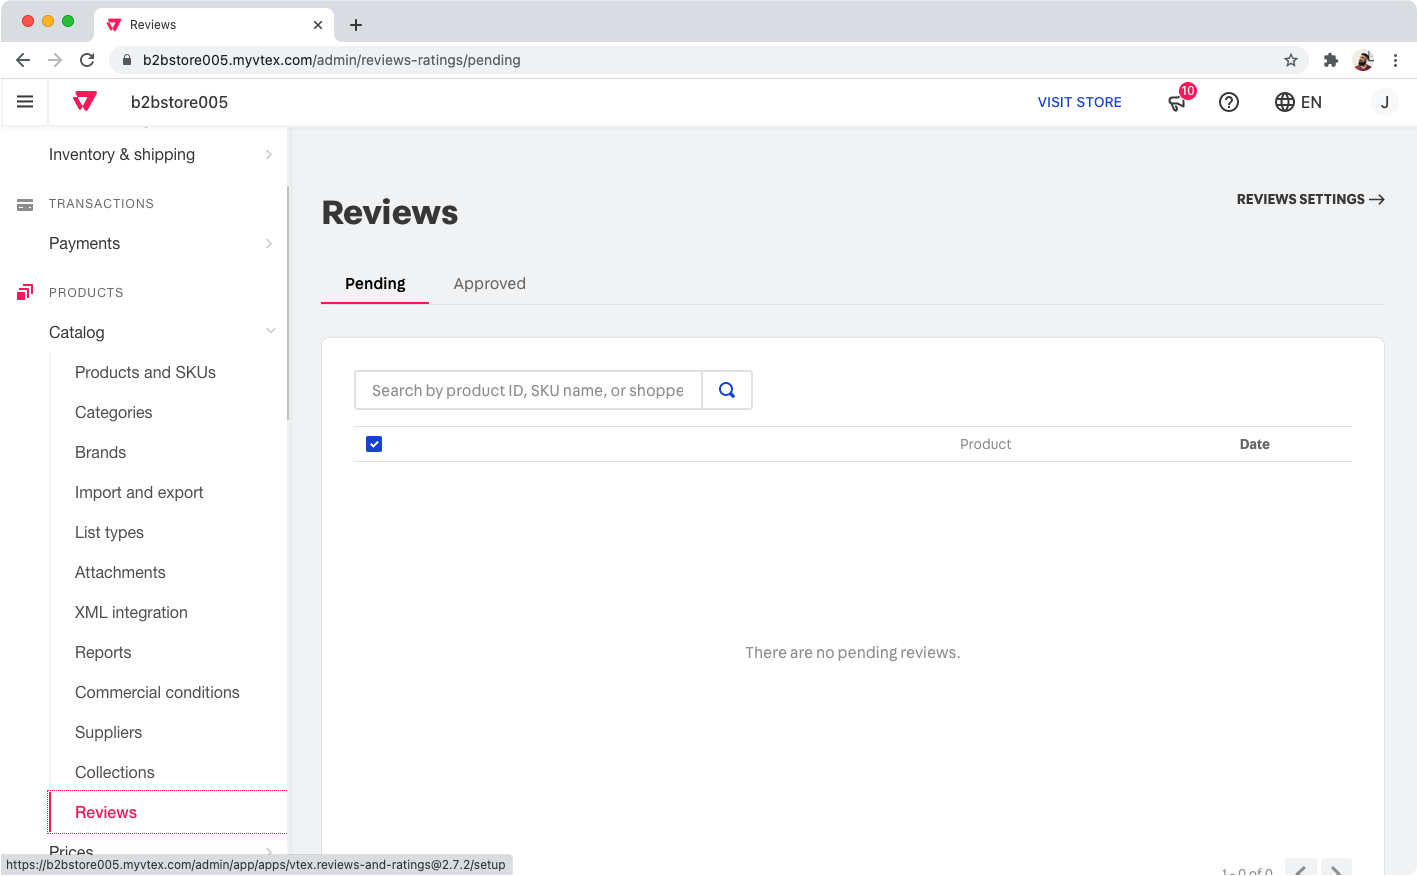 Reviews
b2bstore005.myvtex.com/admin/reviews-ratings/pending
b2bstore005
VISIT STORE
10
EN
J
Inventory & shipping
TRANSACTIONS
Payments
PRODUCTS
Catalog
Products and SKUs
Categories
Brands
Import and export
List types
Attachments
XML integration
Reports
Commercial conditions
Suppliers
Collections
Reviews
Prices
https://b2bstore005.myvtex.com/admin/app/apps/vtex.reviews-and-ratings@2.7.2/setup
Reviews
REVIEWS SETTINGS
Pending
Approved
Search by product ID, SKU name, or shoppe
Product
Date
There are no pending reviews.
1 - 0 of 0